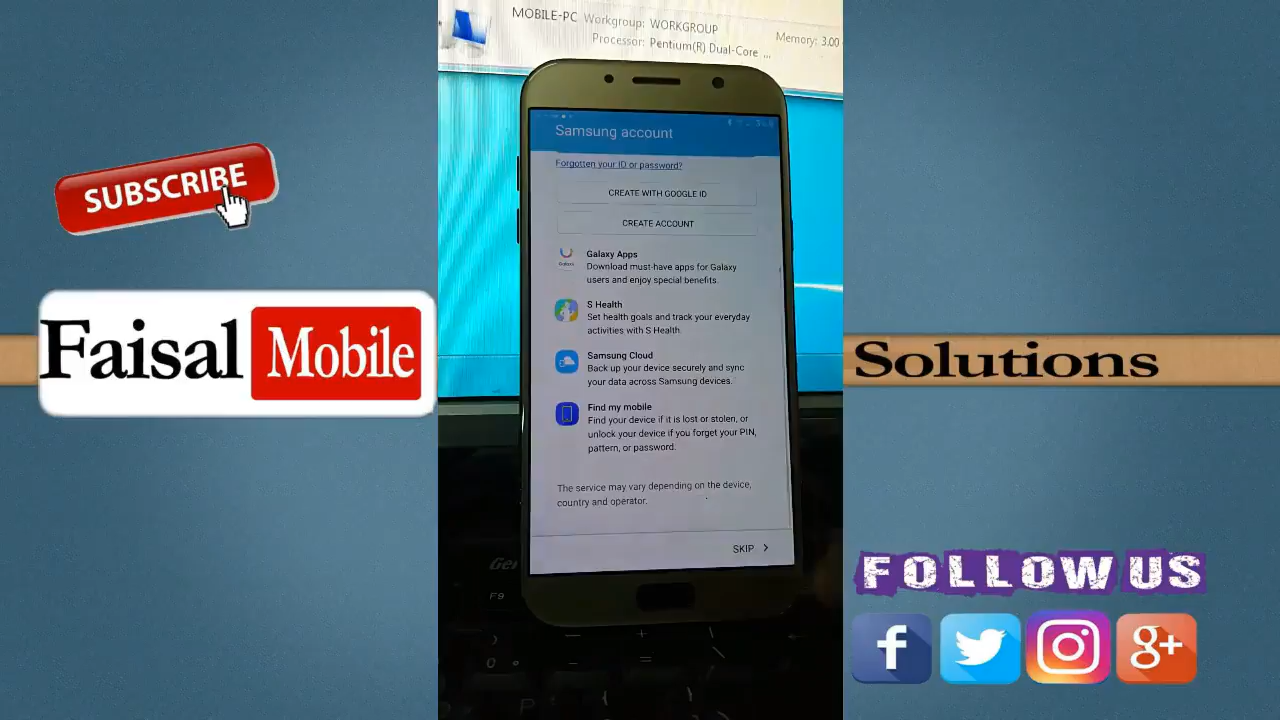 MOBILE-PC Workgroup: WORKGROUP
Memory: 3.00
Processor: Pentium(R) Dual-Core ...
Samsung account
Forgotten your ID or password?
CREATE WITH GOOGLE ID
CREATE ACCOUNT
Galaxy Apps
Download must-have apps for Galaxy
users and enjoy special benefits.
S Health
Set health goals and track your everyday
activities with S Health.
Samsung Cloud
Back up your device securely and sync
your data across Samsung devices.
Find my mobile
Find your device if it is lost or stolen, or
unlock your device if you forget your PIN,
pattern, or password.
The service may vary depending on the device,
country and operator.
SKIP >
F9
SUBSCRIBE
Faisal Mobile Solutions
FOLLOW US
f
g+